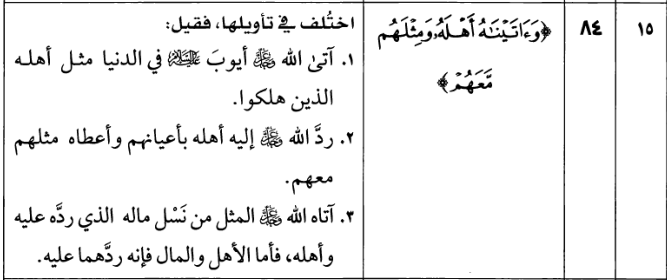 ١٥
٨٤
﴿وَءَاتَيْنَٰهُ أَهْلَهُۥ وَمِثْلَهُم
مَّعَهُمْ﴾
اختُلف في تأويلها، فقيل:
١. آتىٰ الله ﷻ أيوبَ عليه السلام في الدنيا مثل أهله
الذين هلكوا.
٢. ردَّ الله ﷻ إليه أهله بأعيانهم وأعطاه مثلهم
معهم.
٣. آتاه الله ﷻ المثل من نَسْل ماله الذي ردّه عليه
وأهله، فأما الأهل والمال فإنه ردَّهما عليه.